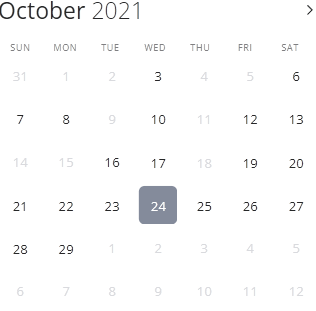 October 2021
SUN MON TUE WED THU FRI SAT
31 1 2 3 4 5 6
7 8 9 10 11 12 13
14 15 16 17 18 19 20
21 22 23 24 25 26 27
28 29 1 2 3 4 5
6 7 8 9 10 11 12